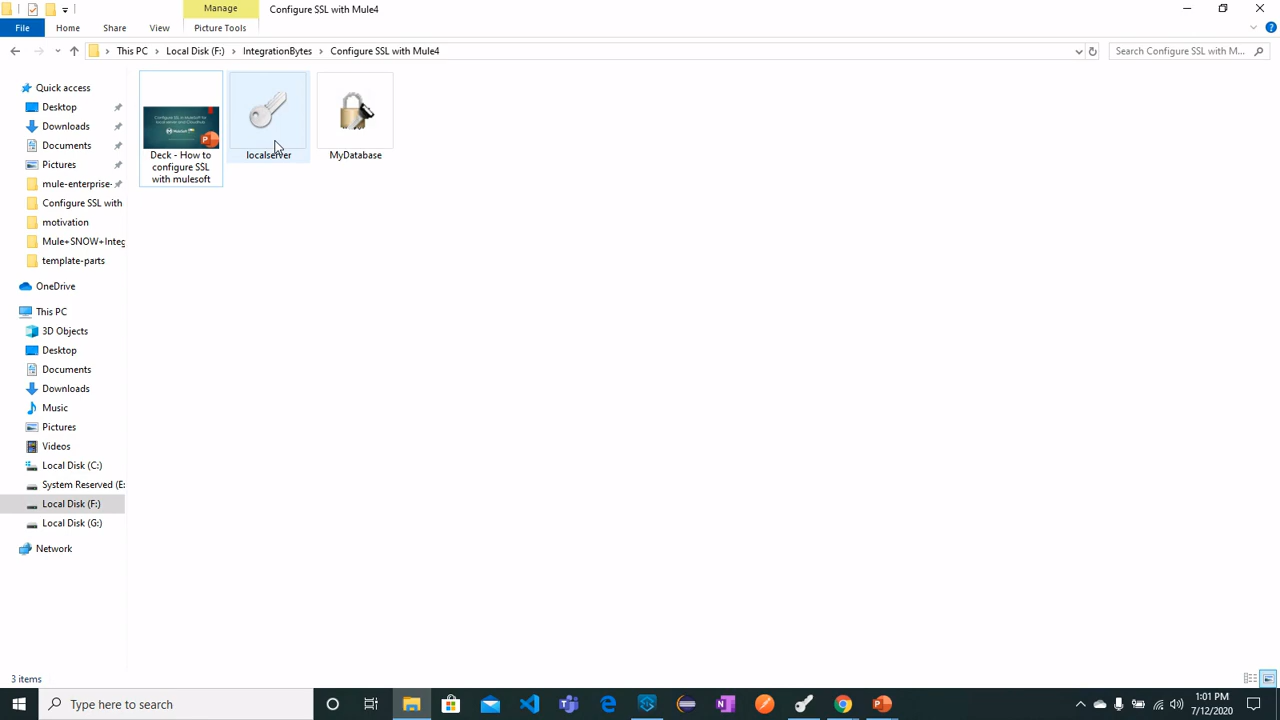 Manage
Configure SSL with Mule4
File
Home
Share
View
Picture Tools
This PC
Local Disk (F:)
IntegrationBytes
Configure SSL with Mule4
Search Configure SSL with M...
Quick access
Desktop
Downloads
Documents
Pictures
mule-enterprise-
Configure SSL with
motivation
Mule+SNOW+Integ
template-parts
OneDrive
This PC
3D Objects
Desktop
Documents
Downloads
Music
Pictures
Videos
Local Disk (C:)
System Reserved (E:
Local Disk (F:)
Local Disk (G:)
Network
Deck - How to
configure SSL
with mulesoft
localserver
MyDatabase
3 items
Type here to search
1:01 PM
7/12/2020